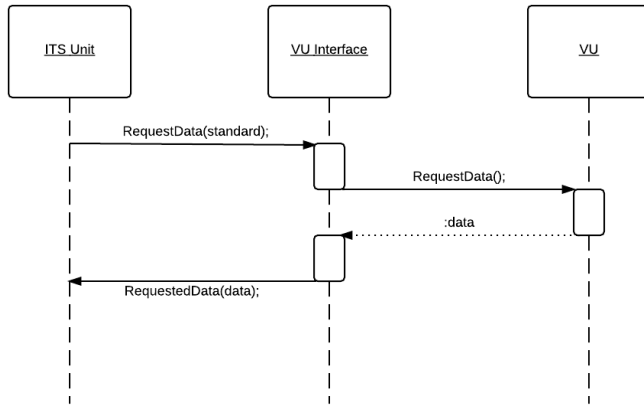 ITS Unit
VU Interface
VU
RequestData(standard);
RequestData();
:data
RequestedData(data);